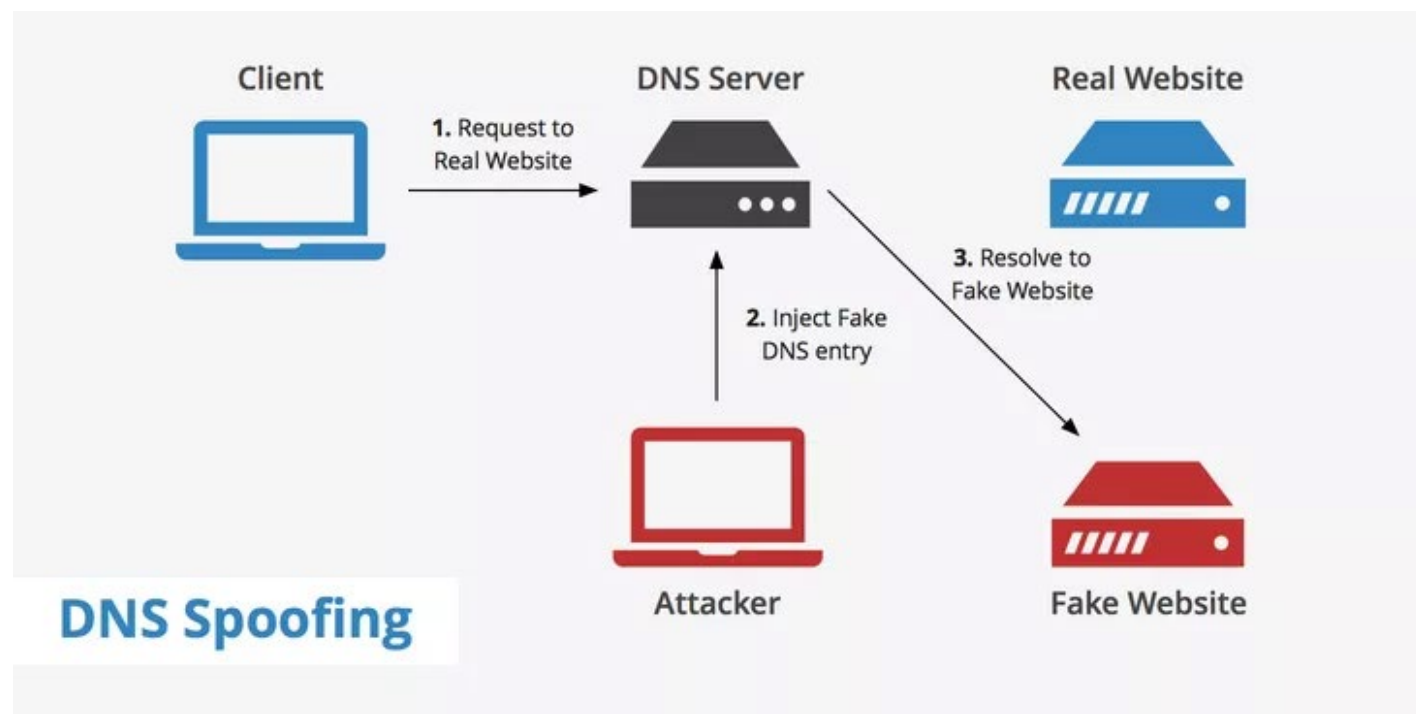 Client
DNS Server
Real Website
1. Request to
Real Website
3. Resolve to
Fake Website
2. Inject Fake
DNS entry
Attacker
Fake Website
DNS Spoofing